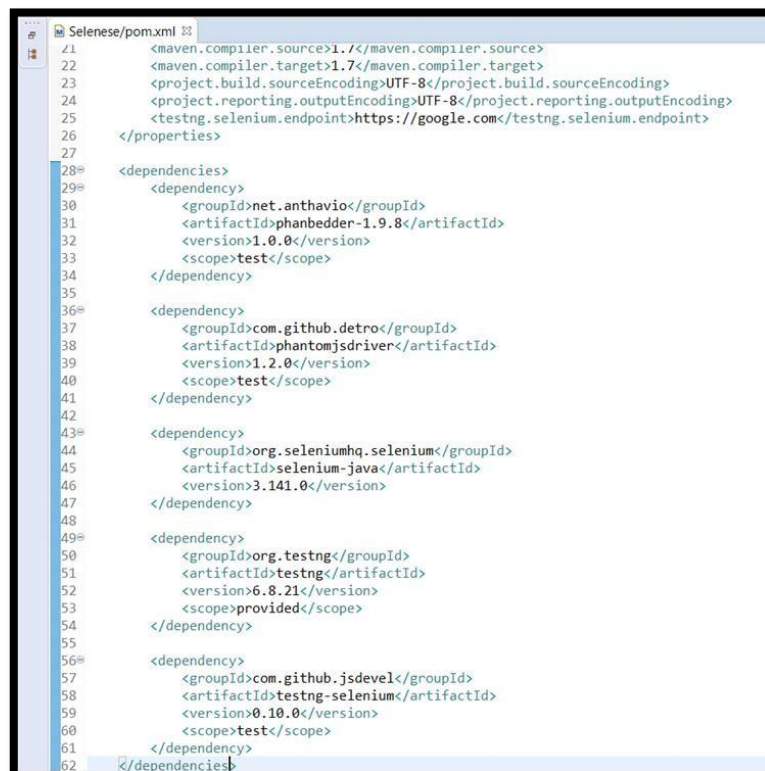 Selenese/pom.xml
21 <maven.compiler.source>1.7</maven.compiler.source>
22 <maven.compiler.target>1.7</maven.compiler.target>
23 <project.build.sourceEncoding>UTF-8</project.build.sourceEncoding>
24 <project.reporting.outputEncoding>UTF-8</project.reporting.outputEncoding>
25 <testng.selenium.endpoint>https://google.com</testng.selenium.endpoint>
26 </properties>
27
28 <dependencies>
29 <dependency>
30 <groupId>net.anthavio</groupId>
31 <artifactId>phanbedder-1.9.8</artifactId>
32 <version>1.0.0</version>
33 <scope>test</scope>
34 </dependency>
35
36 <dependency>
37 <groupId>com.github.detro</groupId>
38 <artifactId>phantomjsdriver</artifactId>
39 <version>1.2.0</version>
40 <scope>test</scope>
41 </dependency>
42
43 <dependency>
44 <groupId>org.seleniumhq.selenium</groupId>
45 <artifactId>selenium-java</artifactId>
46 <version>3.141.0</version>
47 </dependency>
48
49 <dependency>
50 <groupId>org.testng</groupId>
51 <artifactId>testng</artifactId>
52 <version>6.8.21</version>
53 <scope>provided</scope>
54 </dependency>
55
56 <dependency>
57 <groupId>com.github.jsdevel</groupId>
58 <artifactId>testng-selenium</artifactId>
59 <version>0.10.0</version>
60 <scope>test</scope>
61 </dependency>
62 </dependencies>